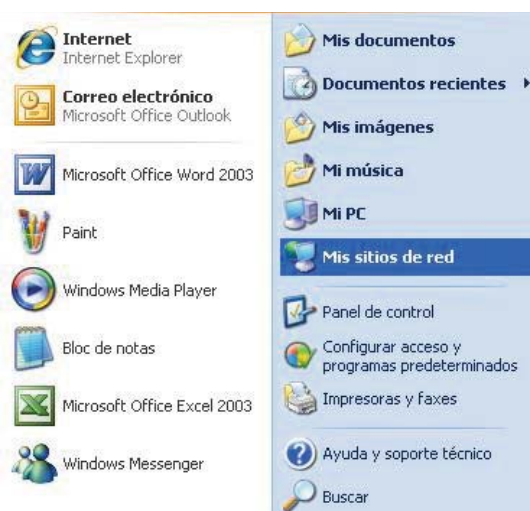 Internet
Internet Explorer
Correo electrónico
Microsoft Office Outlook
Microsoft Office Word 2003
Paint
Windows Media Player
Bloc de notas
Microsoft Office Excel 2003
Windows Messenger
Mis documentos
Documentos recientes
Mis imágenes
Mi música
Mi PC
Mis sitios de red
Panel de control
Configurar acceso y
programas predeterminados
Impresoras y faxes
Ayuda y soporte técnico
Buscar